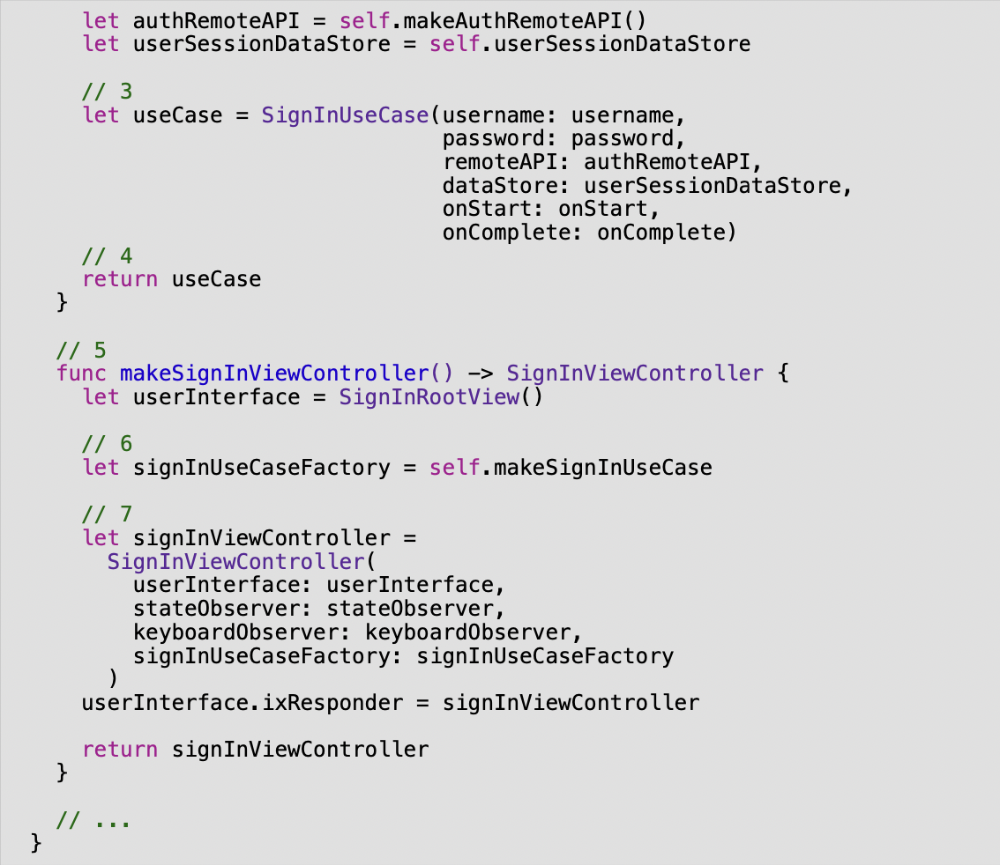 let authRemoteAPI = self.makeAuthRemoteAPI()
let userSessionDataStore = self.userSessionDataStore
// 3
let useCase = SignInUseCase(username: username,
password: password,
remoteAPI: authRemoteAPI,
dataStore: userSessionDataStore,
onStart: onStart,
onComplete: onComplete)
// 4
return useCase
}
// 5
func makeSignInViewController() -> SignInViewController {
let userInterface = SignInRootView()
// 6
let signInUseCaseFactory = self.makeSignInUseCase
// 7
let signInViewController =
SignInViewController(
userInterface: userInterface,
stateObserver: stateObserver,
keyboardObserver: keyboardObserver,
signInUseCaseFactory: signInUseCaseFactory
)
userInterface.ixResponder = signInViewController
return signInViewController
}
// ...
}